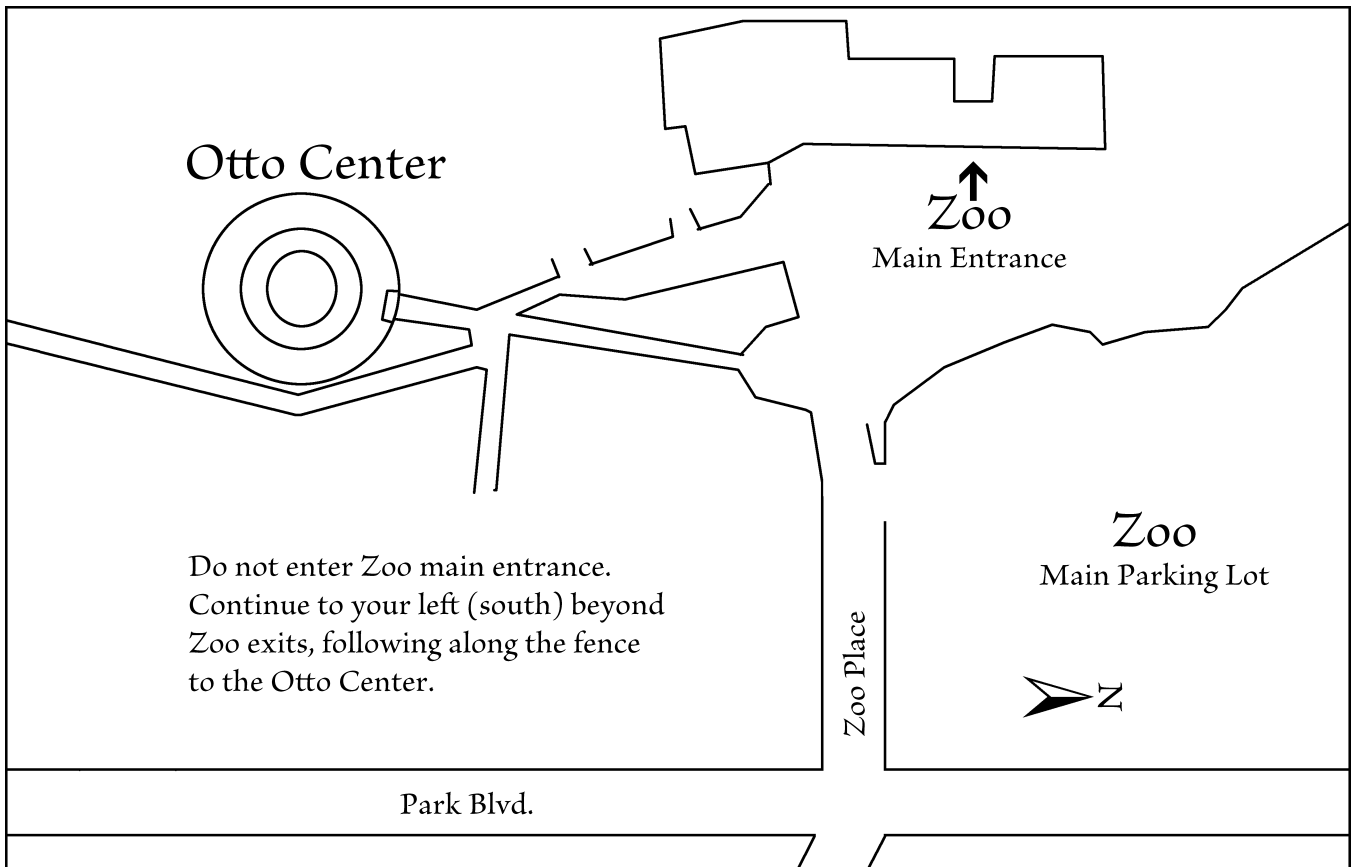 Otto Center
Zoo
Main Entrance
Zoo
Main Parking Lot
Do not enter Zoo main entrance.
Continue to your left (south) beyond
Zoo exits, following along the fence
to the Otto Center.
Zoo Place
N
Park Blvd.